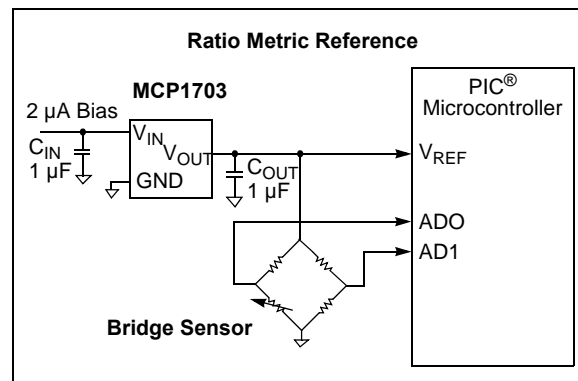 Ratio Metric Reference
PIC®
Microcontroller
MCP1703
2 µA Bias
VIN
VOUT
GND
CIN
1 µF
COUT
1 µF
VREF
ADO
AD1
Bridge Sensor